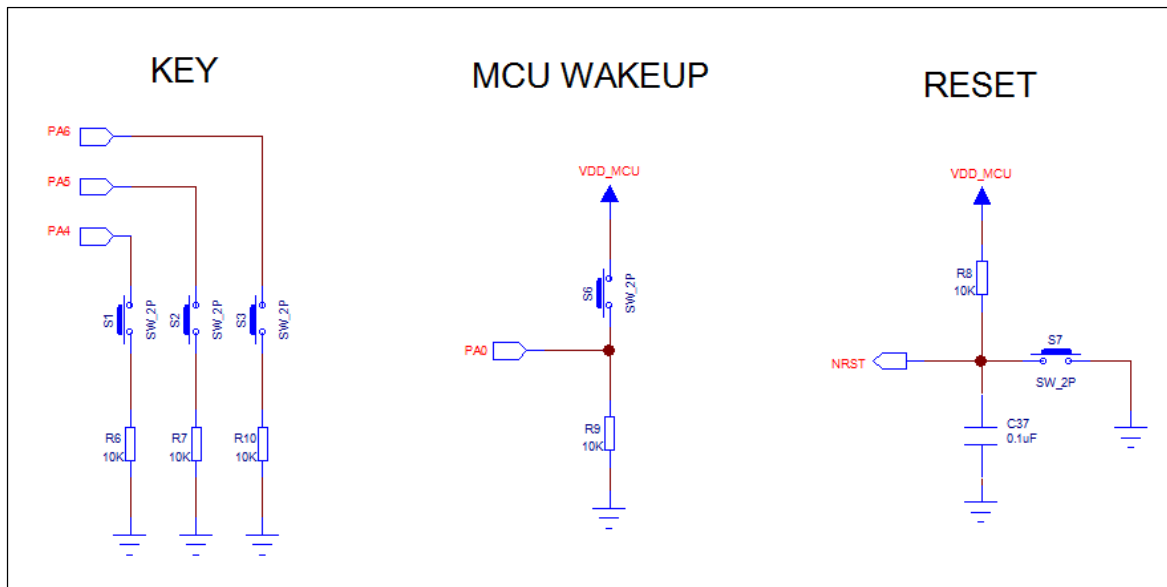 KEY
PA6
PA5
PA4
S1
SW_2P
S2
SW_2P
S3
SW_2P
R6
10K
R7
10K
R10
10K
MCU WAKEUP
VDD_MCU
S6
SW_2P
PA0
R9
10K
RESET
VDD_MCU
R8
10K
NRST
S7
SW_2P
C37
0.1uF